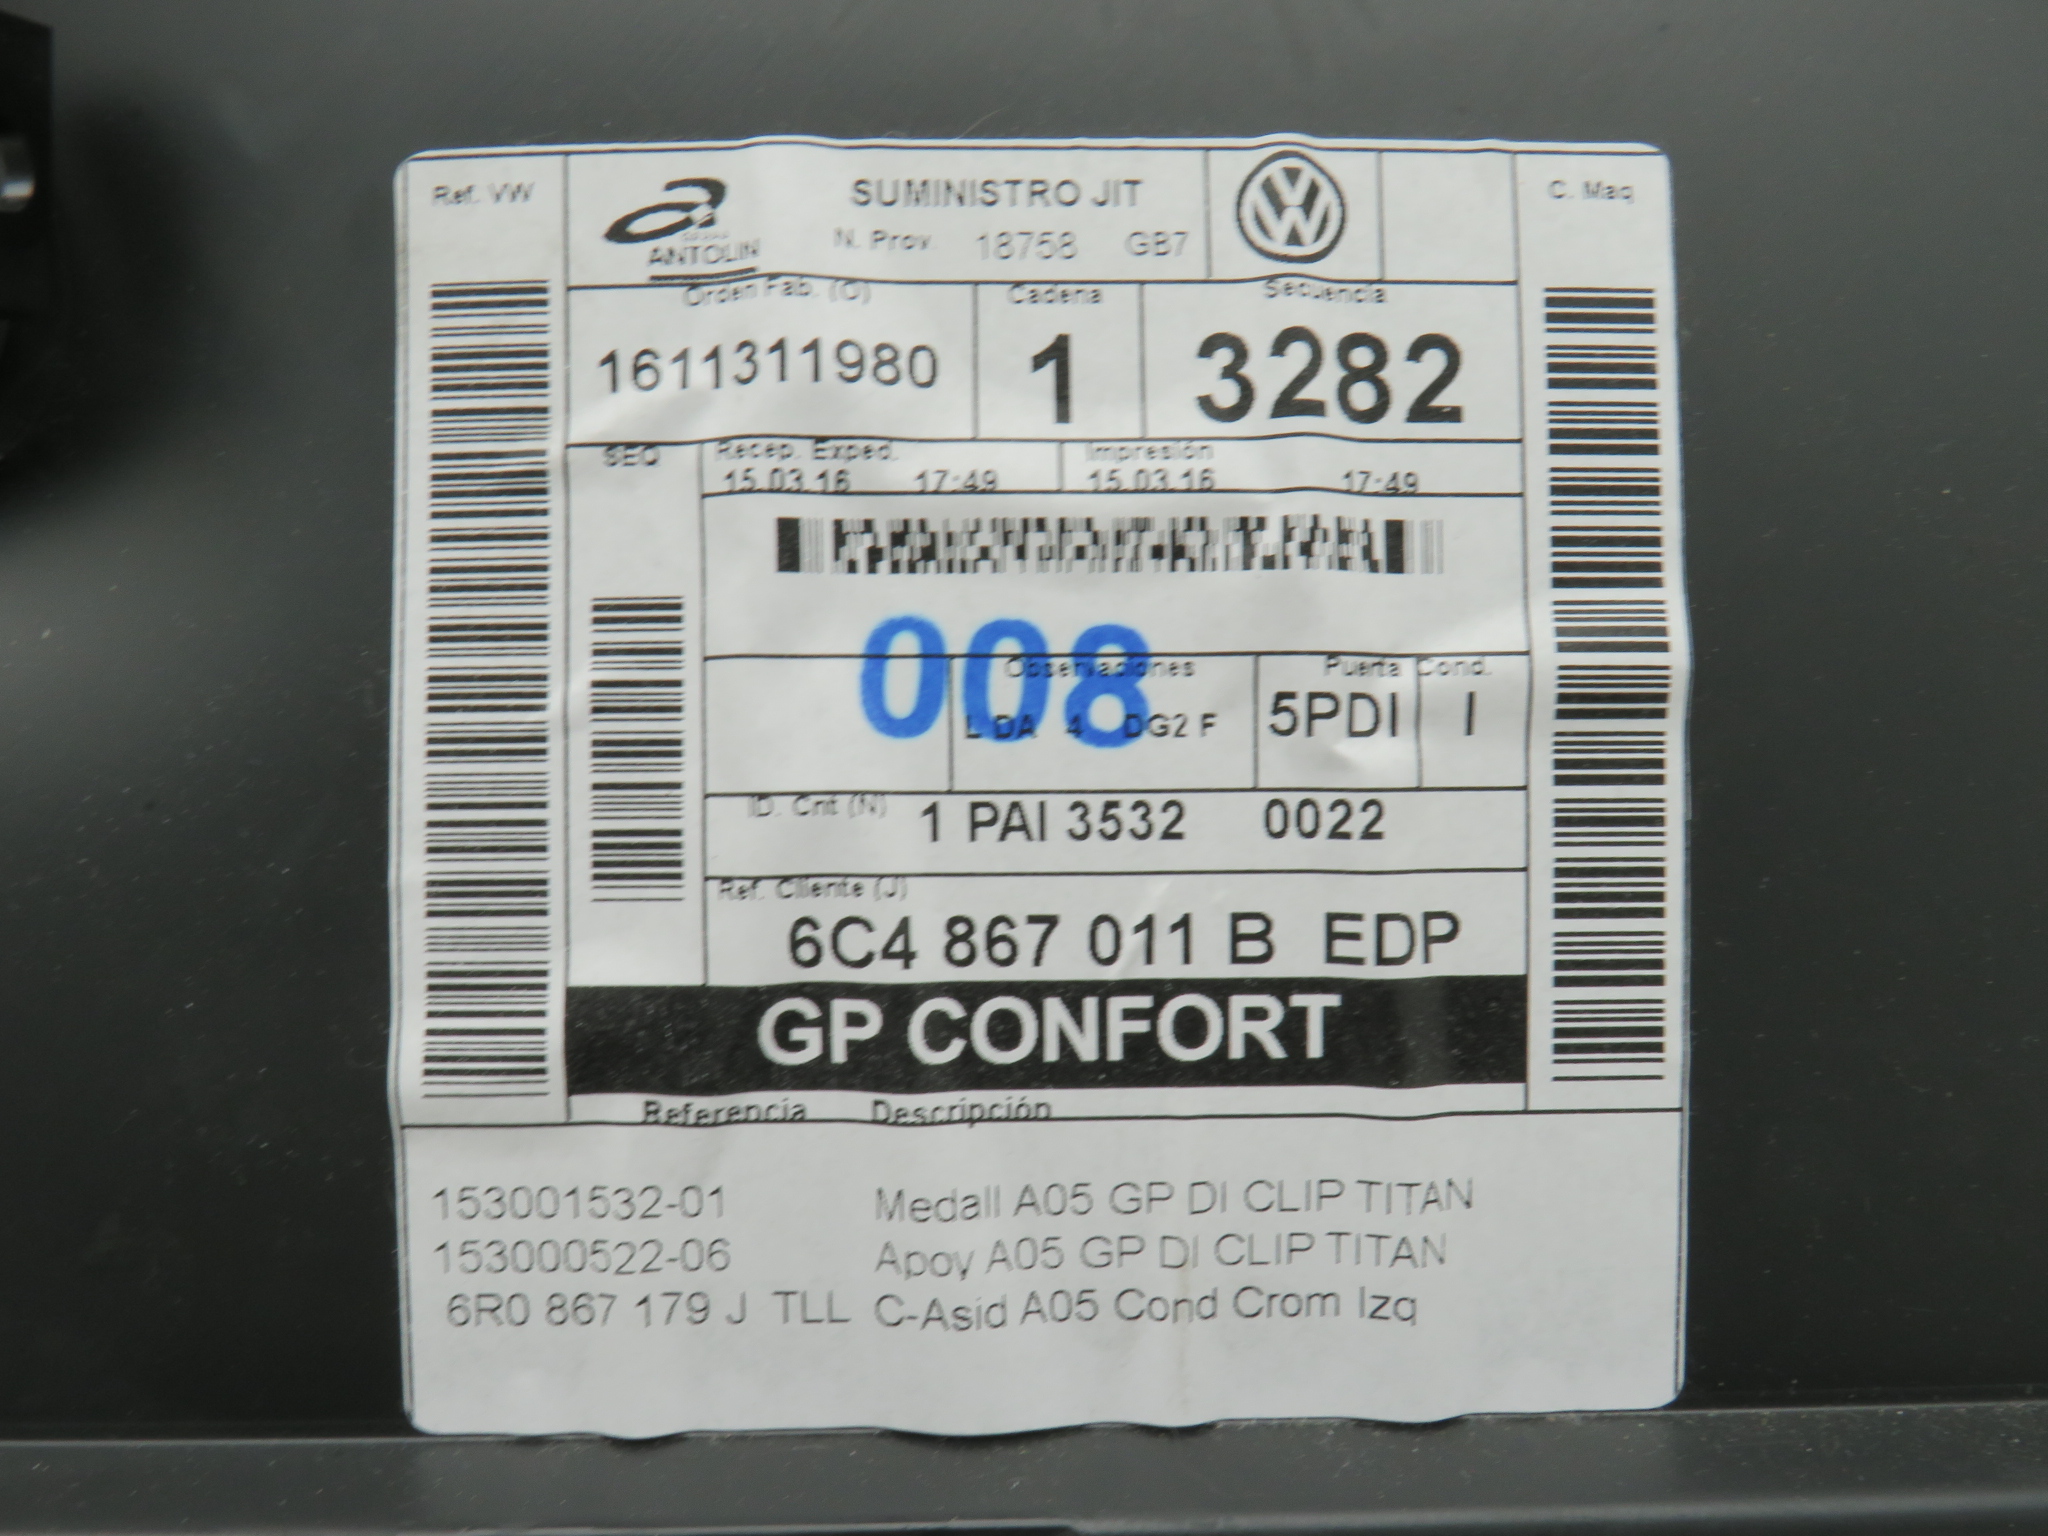 Ref. VW
GRUPO
ANTOLIN
SUMINISTRO JIT
N. Prov. 18758 GB7
C. Maq
Orden Fab. (O) Cadena Secuencia
1611311980 1 3282
SEQ Recep. Exped. Impresión
15.03.16 17:49 15.03.16 17:49
008
Observaciones Puerta Cond.
L DA 4 DG2 F 5PDI I
ID. Cnt (N) 1 PAI 3532 0022
Ref. Cliente (J)
6C4 867 011 B EDP
GP CONFORT
Referencia Descripción
153001532-01 Medall A05 GP DI CLIP TITAN
153000522-06 Apoy A05 GP DI CLIP TITAN
6R0 867 179 J TLL C-Asid A05 Cond Crom Izq